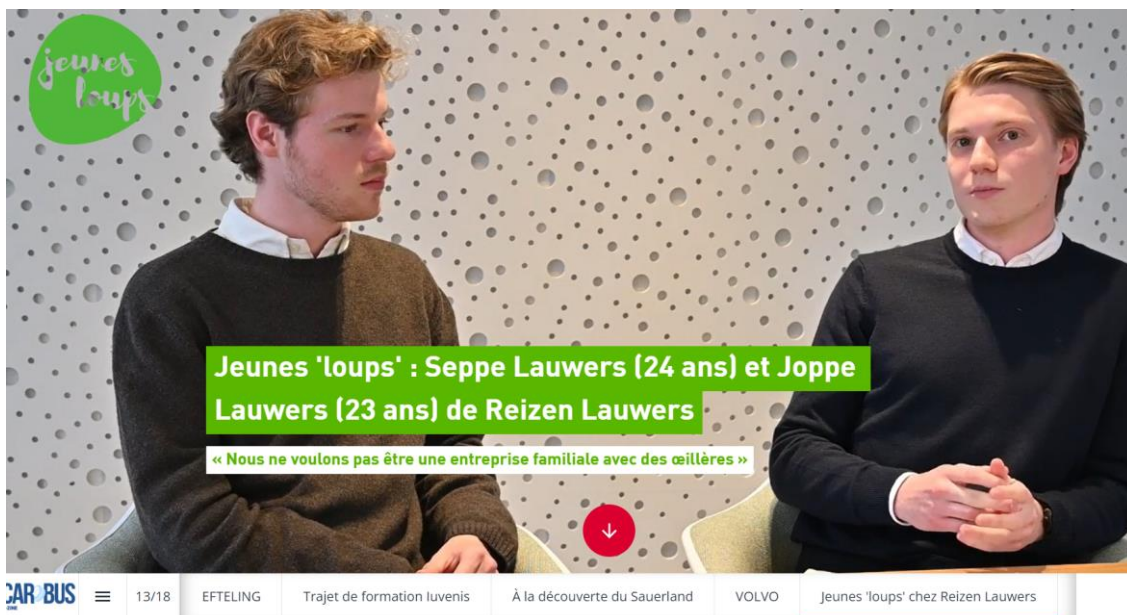 jeunes
loups
Jeunes 'loups' : Seppe Lauwers (24 ans) et Joppe
Lauwers (23 ans) de Reizen Lauwers
« Nous ne voulons pas être une entreprise familiale avec des œillères »
CAR BUS
13/18
EFTELING
Trajet de formation Iuvenis
À la découverte du Sauerland
VOLVO
Jeunes 'loups' chez Reizen Lauwers